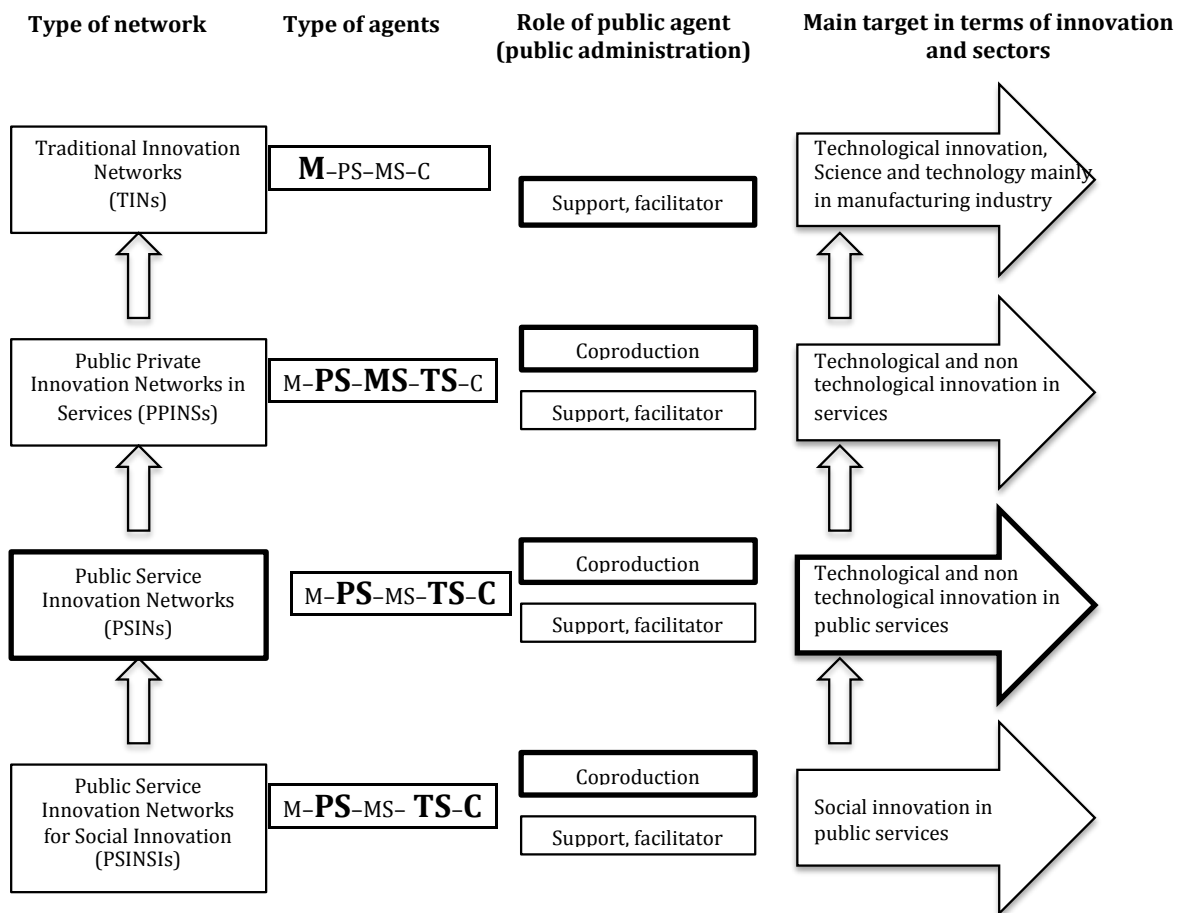 Type of network
Type of agents
Role of public agent
(public administration)
Main target in terms of innovation
and sectors
Traditional Innovation
Networks
(TINs)
M–PS–MS–C
Support, facilitator
Technological innovation,
Science and technology mainly
in manufacturing industry
Public Private
Innovation Networks in
Services (PPINSs)
M–PS–MS–TS–C
Coproduction
Support, facilitator
Technological and non
technological innovation in
services
Public Service
Innovation Networks
(PSINs)
M–PS–MS–TS–C
Coproduction
Support, facilitator
Technological and non
technological innovation in
public services
Public Service
Innovation Networks
for Social Innovation
(PSINSIs)
M–PS–MS– TS–C
Coproduction
Support, facilitator
Social innovation in
public services